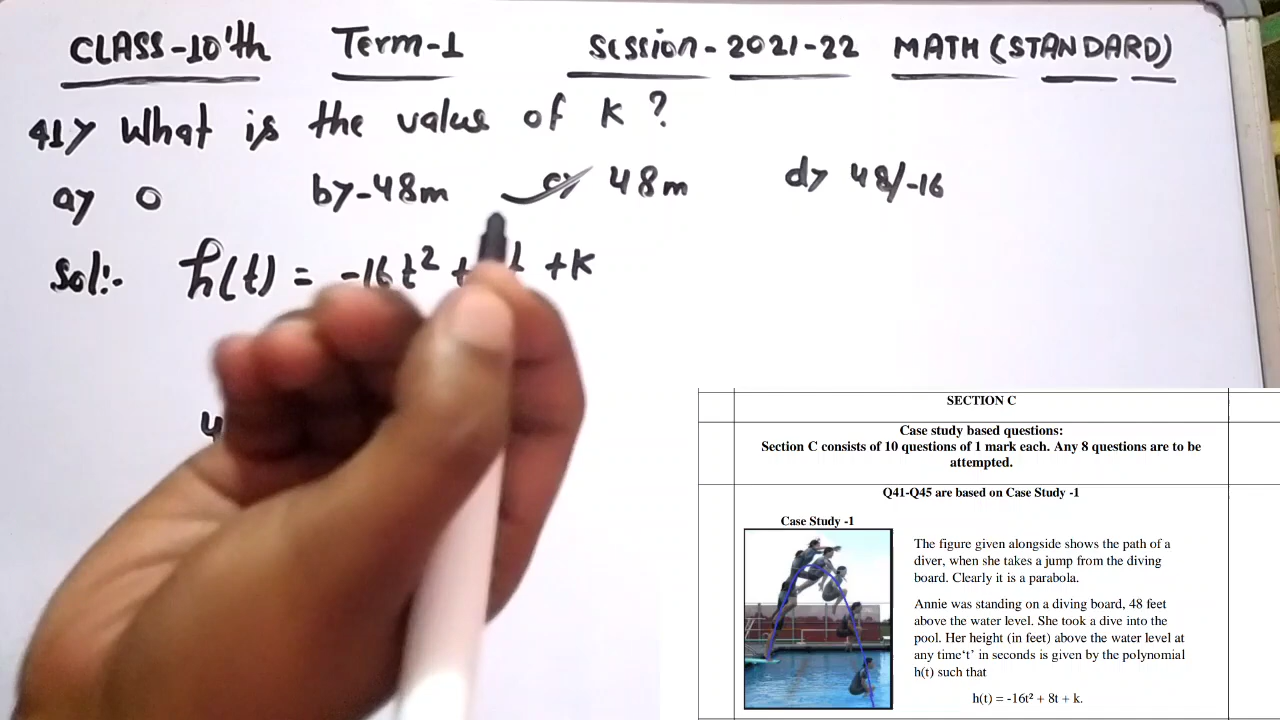 CLASS-10'th Term-1 Session-2021-22 MATH (STANDARD)
41> What is the value of K ?
a> 0 b> -48m c> 48m d> 48/-16
Sol:- h(t) = -16t² + t +K
4
SECTION C
Case study based questions:
Section C consists of 10 questions of 1 mark each. Any 8 questions are to be
attempted.
Q41-Q45 are based on Case Study -1
Case Study -1
The figure given alongside shows the path of a
diver, when she takes a jump from the diving
board. Clearly it is a parabola.
Annie was standing on a diving board, 48 feet
above the water level. She took a dive into the
pool. Her height (in feet) above the water level at
any time‘t’ in seconds is given by the polynomial
h(t) such that
h(t) = -16t² + 8t + k.